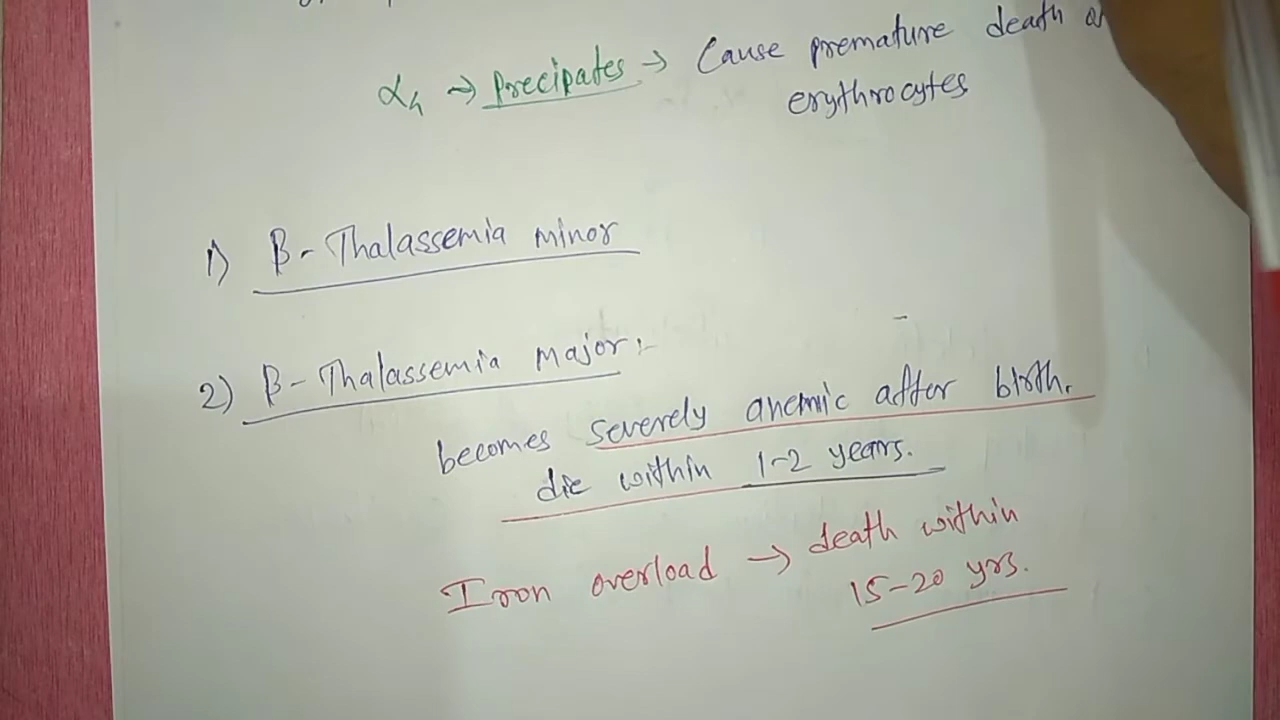 α4 → Precipates → Cause premature death
erythrocytes
1) β- Thalassemia minor
2) β- Thalassemia major:-
becomes severely anemic after birth.
die within 1-2 years.
Iron overload → death within
15-20 yrs.